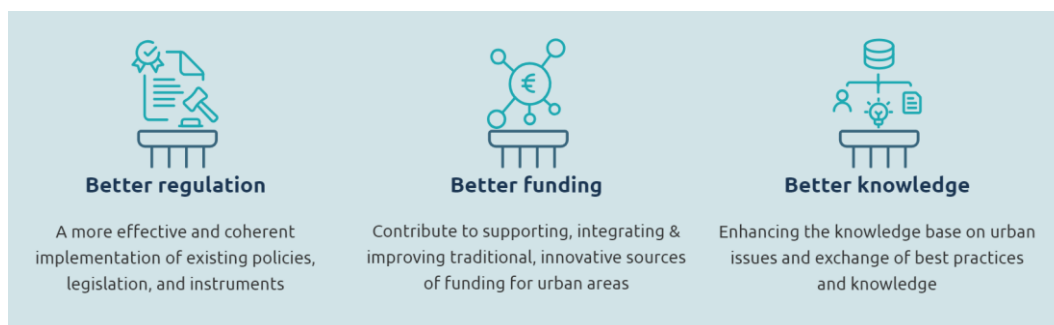 Better regulation
A more effective and coherent
implementation of existing policies,
legislation, and instruments
€
Better funding
Contribute to supporting, integrating &
improving traditional, innovative sources
of funding for urban areas
Better knowledge
Enhancing the knowledge base on urban
issues and exchange of best practices
and knowledge